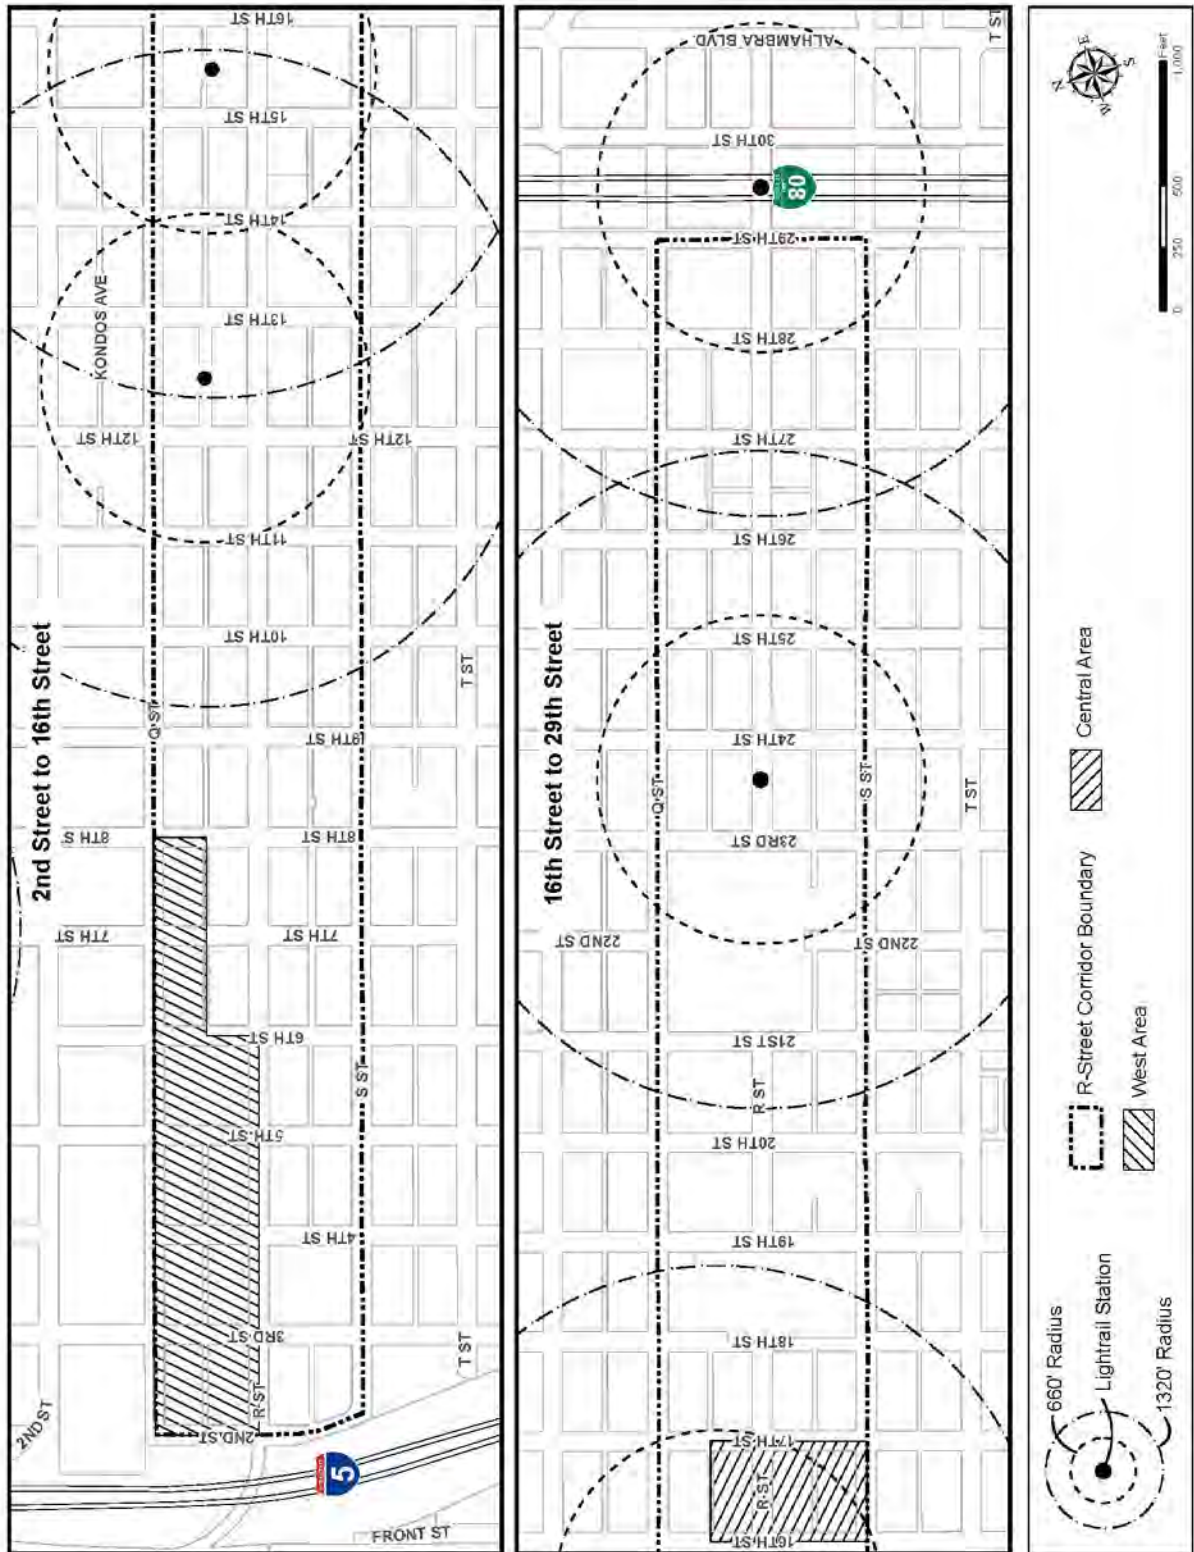 2nd Street to 16th Street
2ND ST
FRONT ST
5
2ND ST
R ST
3RD ST
T ST
4TH ST
S ST
5TH ST
6TH ST
7TH ST
7TH ST
8TH S
8TH ST
Q ST
9TH ST
T ST
10TH ST
11TH ST
12TH ST
12TH ST
KONDOS AVE
13TH ST
14TH ST
15TH ST
16TH ST
16th Street to 29th Street
16TH ST
R ST
17TH ST
18TH ST
19TH ST
20TH ST
R ST
21ST ST
22ND ST
22ND ST
23RD ST
Q ST
S ST
T ST
24TH ST
25TH ST
26TH ST
27TH ST
28TH ST
29TH ST
80
30TH ST
ALHAMBRA BLVD
T ST
660' Radius
Lightrail Station
1320' Radius
R-Street Corridor Boundary
West Area
Central Area
N
E
S
W
0 250 500 1,000
Feet